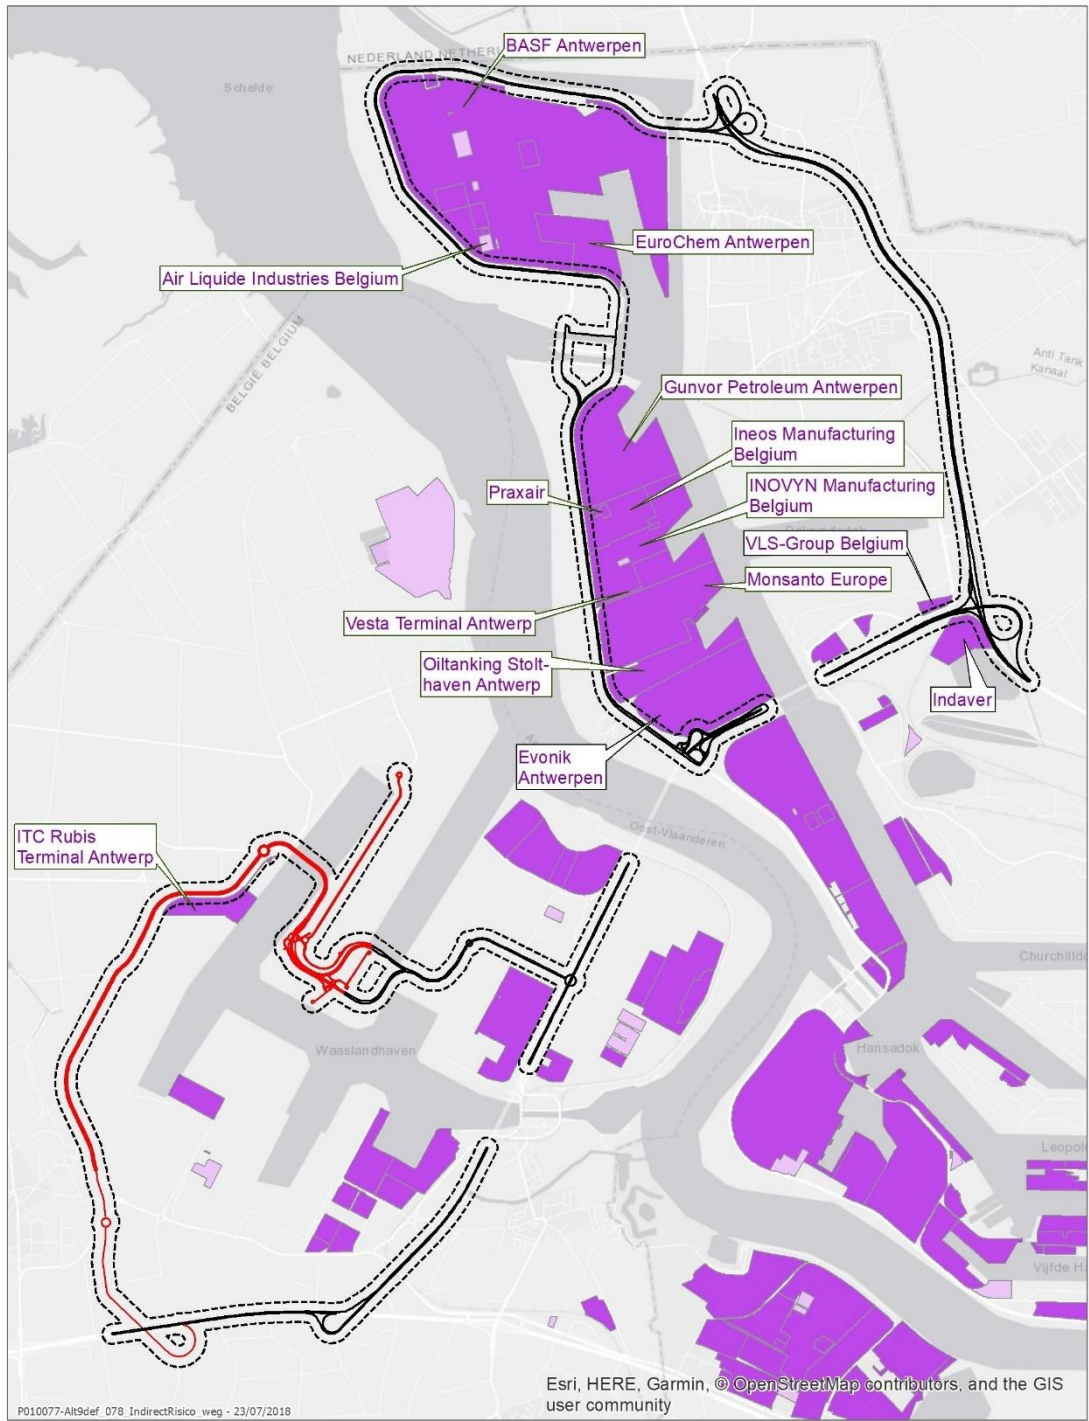 BASF Antwerpen
NEDERLAND NETHERL
Schelde
EuroChem Antwerpen
Air Liquide Industries Belgium
BELGIE BELGIUM
Anti Tank
Kanaal
Gunvor Petroleum Antwerpen
Ineos Manufacturing
Belgium
Praxair
INOVYN Manufacturing
Belgium
VLS-Group Belgium
Monsanto Europe
Vesta Terminal Antwerp
Oiltanking Stolt-
haven Antwerp
Indaver
Evonik
Antwerpen
ITC Rubis
Terminal Antwerp
Oost-Vlaanderen
Churchilldo
Waaslandhaven
Hansadok
Leopol
Vijfde Ha
Esri, HERE, Garmin, © OpenStreetMap contributors, and the GIS
user community
P010077-Alt9def_078_IndirectRisico_weg - 23/07/2018